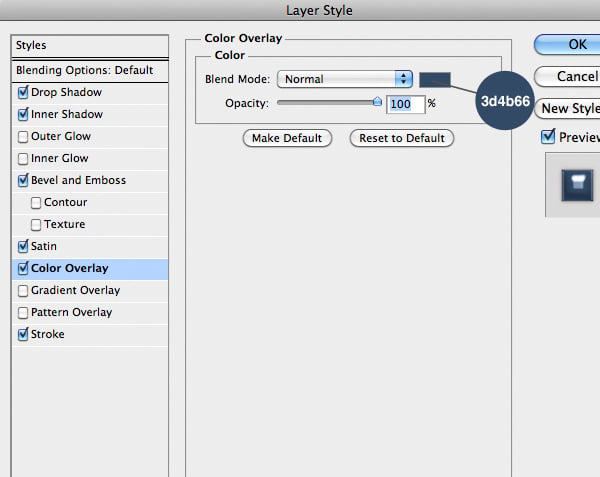 Layer Style
Styles
Blending Options: Default
Drop Shadow
Inner Shadow
Outer Glow
Inner Glow
Bevel and Emboss
Contour
Texture
Satin
Color Overlay
Gradient Overlay
Pattern Overlay
Stroke
Color Overlay
Color
Blend Mode: Normal
Opacity: 100 %
3d4b66
Make Default Reset to Default
OK
Cancel
New Style
Preview